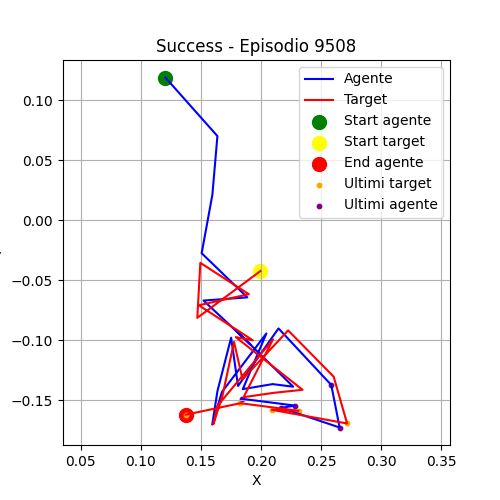 Success - Episodio 9508
Agente
Target
Start agente
Start target
End agente
Ultimi target
Ultimi agente
0.10
0.05
0.00
−0.05
−0.10
−0.15
0.05 0.10 0.15 0.20 0.25 0.30 0.35
X